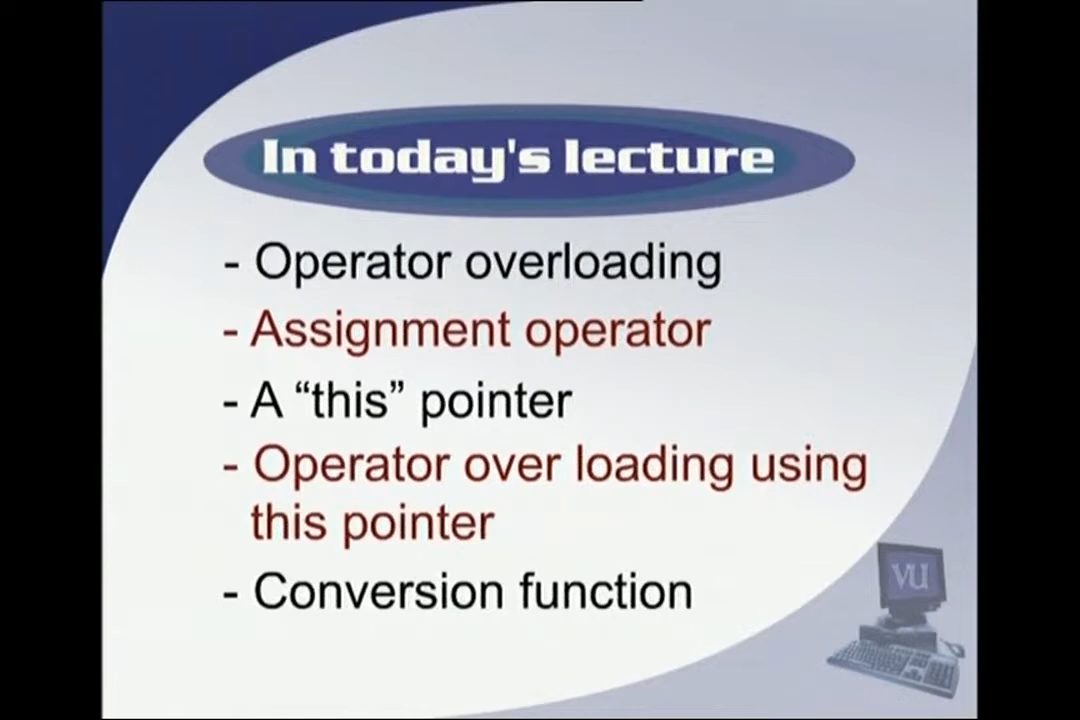 In today's lecture
- Operator overloading
- Assignment operator
- A “this” pointer
- Operator over loading using
this pointer
- Conversion function
VU